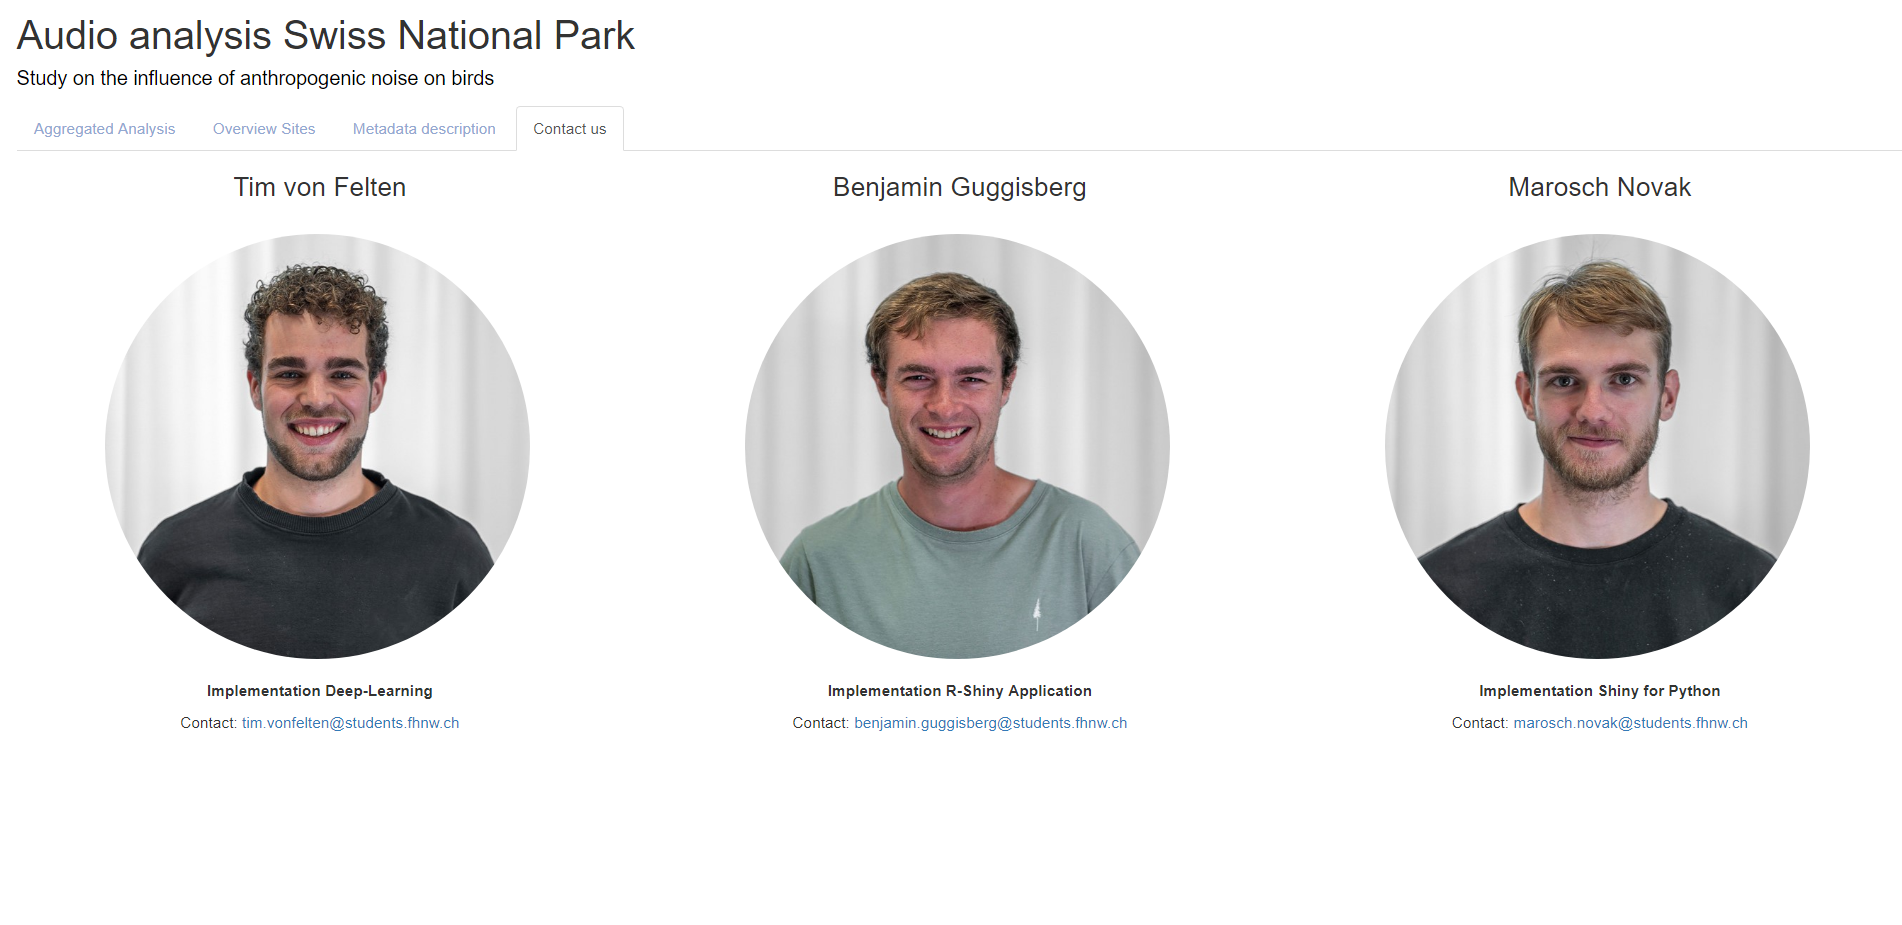 Audio analysis Swiss National Park
Study on the influence of anthropogenic noise on birds
Aggregated Analysis
Overview Sites
Metadata description
Contact us
Tim von Felten
Benjamin Guggisberg
Marosch Novak
Implementation Deep-Learning
Contact: tim.vonfelten@students.fhnw.ch
Implementation R-Shiny Application
Contact: benjamin.guggisberg@students.fhnw.ch
Implementation Shiny for Python
Contact: marosch.novak@students.fhnw.ch